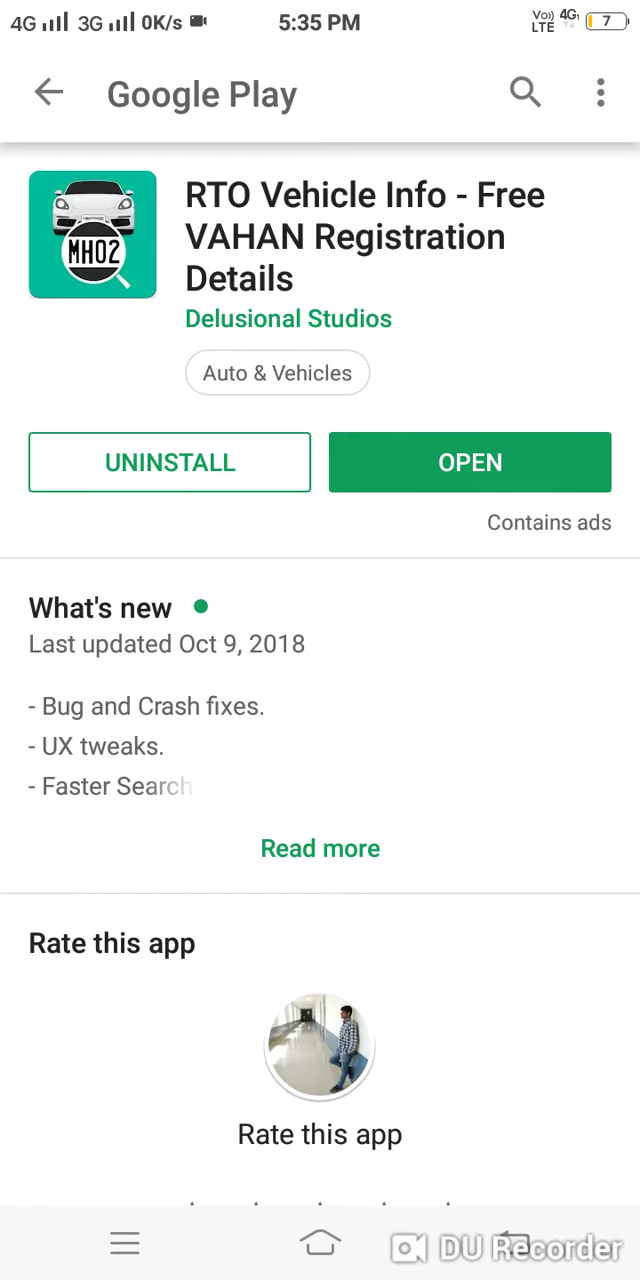 4G 3G 0K/s 5:35 PM Vo) LTE 4G 7
Google Play
MH02
RTO Vehicle Info - Free
VAHAN Registration
Details
Delusional Studios
Auto & Vehicles
UNINSTALL OPEN
Contains ads
What's new
Last updated Oct 9, 2018
- Bug and Crash fixes.
- UX tweaks.
- Faster Search
Read more
Rate this app
Rate this app
DU Recorder